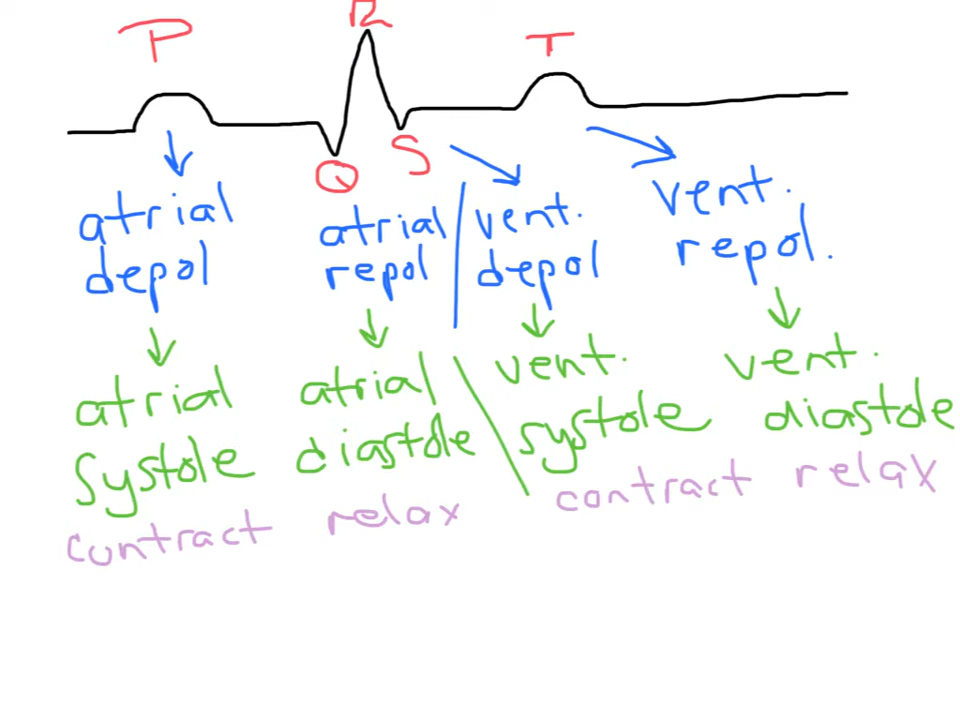 P R T
Q S
atrial atrial / vent. vent.
depol repol depol repol.
atrial atrial \ vent. vent.
systole diastole systole diastole
contract relax contract relax